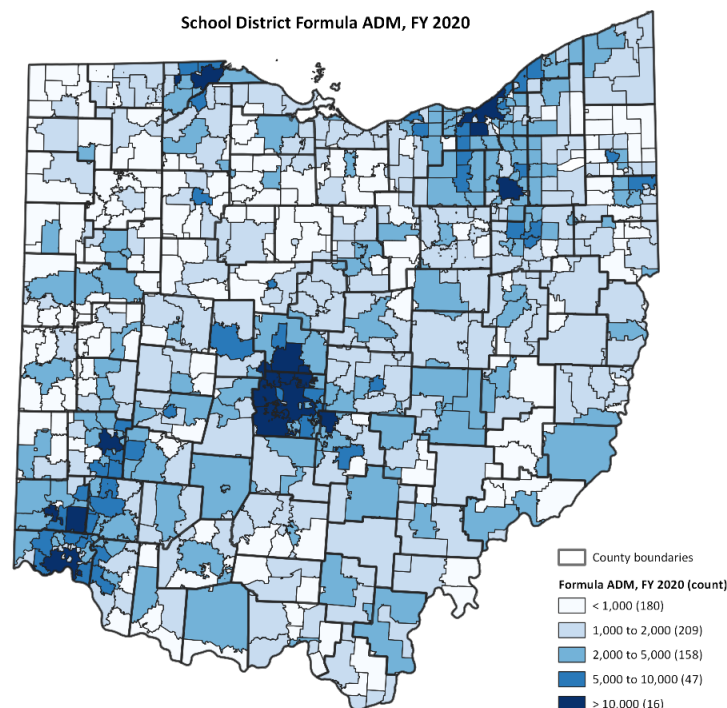 School District Formula ADM, FY 2020
County boundaries
Formula ADM, FY 2020 (count)
< 1,000 (180)
1,000 to 2,000 (209)
2,000 to 5,000 (158)
5,000 to 10,000 (47)
> 10,000 (16)